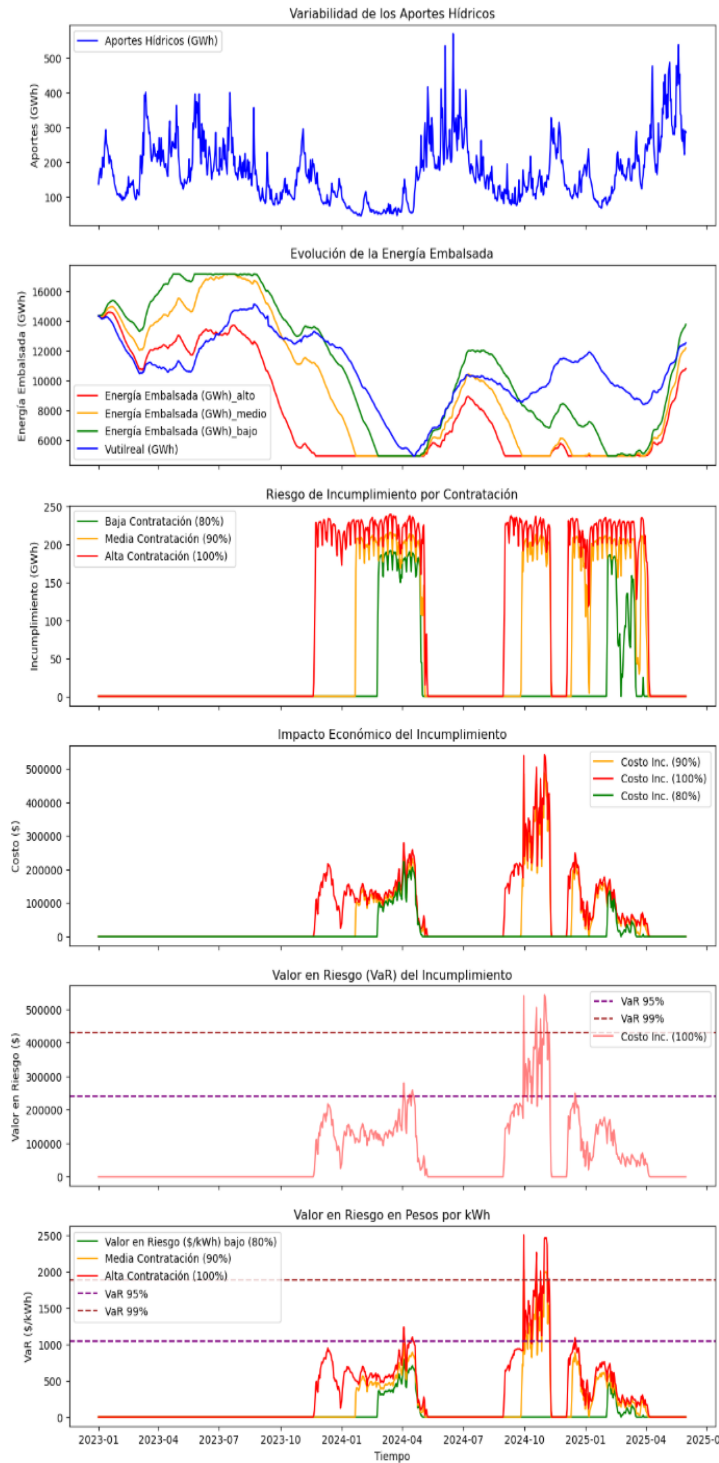 Variabilidad de los Aportes Hídricos
Aportes Hídricos (GWh)
Aportes (GWh)
500
400
300
200
100
Evolución de la Energía Embalsada
Energía Embalsada (GWh)
16000
14000
12000
10000
8000
6000
Energía Embalsada (GWh)_alto
Energía Embalsada (GWh)_medio
Energía Embalsada (GWh)_bajo
Vutilreal (GWh)
Riesgo de Incumplimiento por Contratación
Incumplimiento (GWh)
250
200
150
100
50
0
Baja Contratación (80%)
Media Contratación (90%)
Alta Contratación (100%)
Impacto Económico del Incumplimiento
Costo ($)
500000
400000
300000
200000
100000
0
Costo Inc. (90%)
Costo Inc. (100%)
Costo Inc. (80%)
Valor en Riesgo (VaR) del Incumplimiento
Valor en Riesgo ($)
500000
400000
300000
200000
100000
0
VaR 95%
VaR 99%
Costo Inc. (100%)
Valor en Riesgo en Pesos por kWh
VaR ($/kWh)
2500
2000
1500
1000
500
0
Valor en Riesgo ($/kWh) bajo (80%)
Media Contratación (90%)
Alta Contratación (100%)
VaR 95%
VaR 99%
2023-01 2023-04 2023-07 2023-10 2024-01 2024-04 2024-07 2024-10 2025-01 2025-04 2025-0
Tiempo